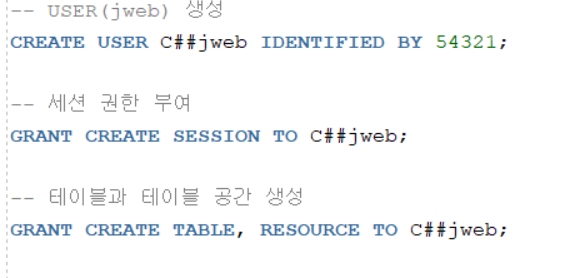 -- USER(jweb) 생성
CREATE USER C##jweb IDENTIFIED BY 54321;
-- 세션 권한 부여
GRANT CREATE SESSION TO C##jweb;
-- 테이블과 테이블 공간 생성
GRANT CREATE TABLE, RESOURCE TO C##jweb;